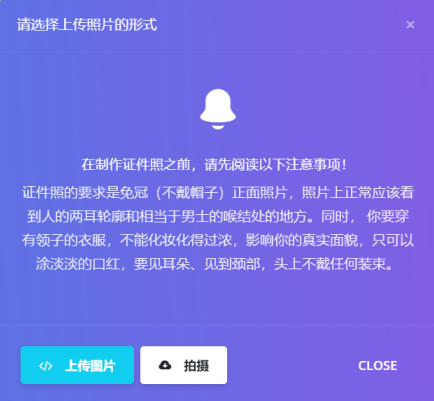 请选择上传照片的形式
×
在制作证件照之前，请先阅读以下注意事项！
证件照的要求是免冠（不戴帽子）正面照片，照片上正常应该看
到人的两耳轮廓和相当于男士的喉结处的地方。同时， 你要穿
有领子的衣服，不能化妆化得过浓，影响你的真实面貌，只可以
涂淡淡的口红，要见耳朵、见到颈部，头上不戴任何装束。
</> 上传图片 拍摄 CLOSE